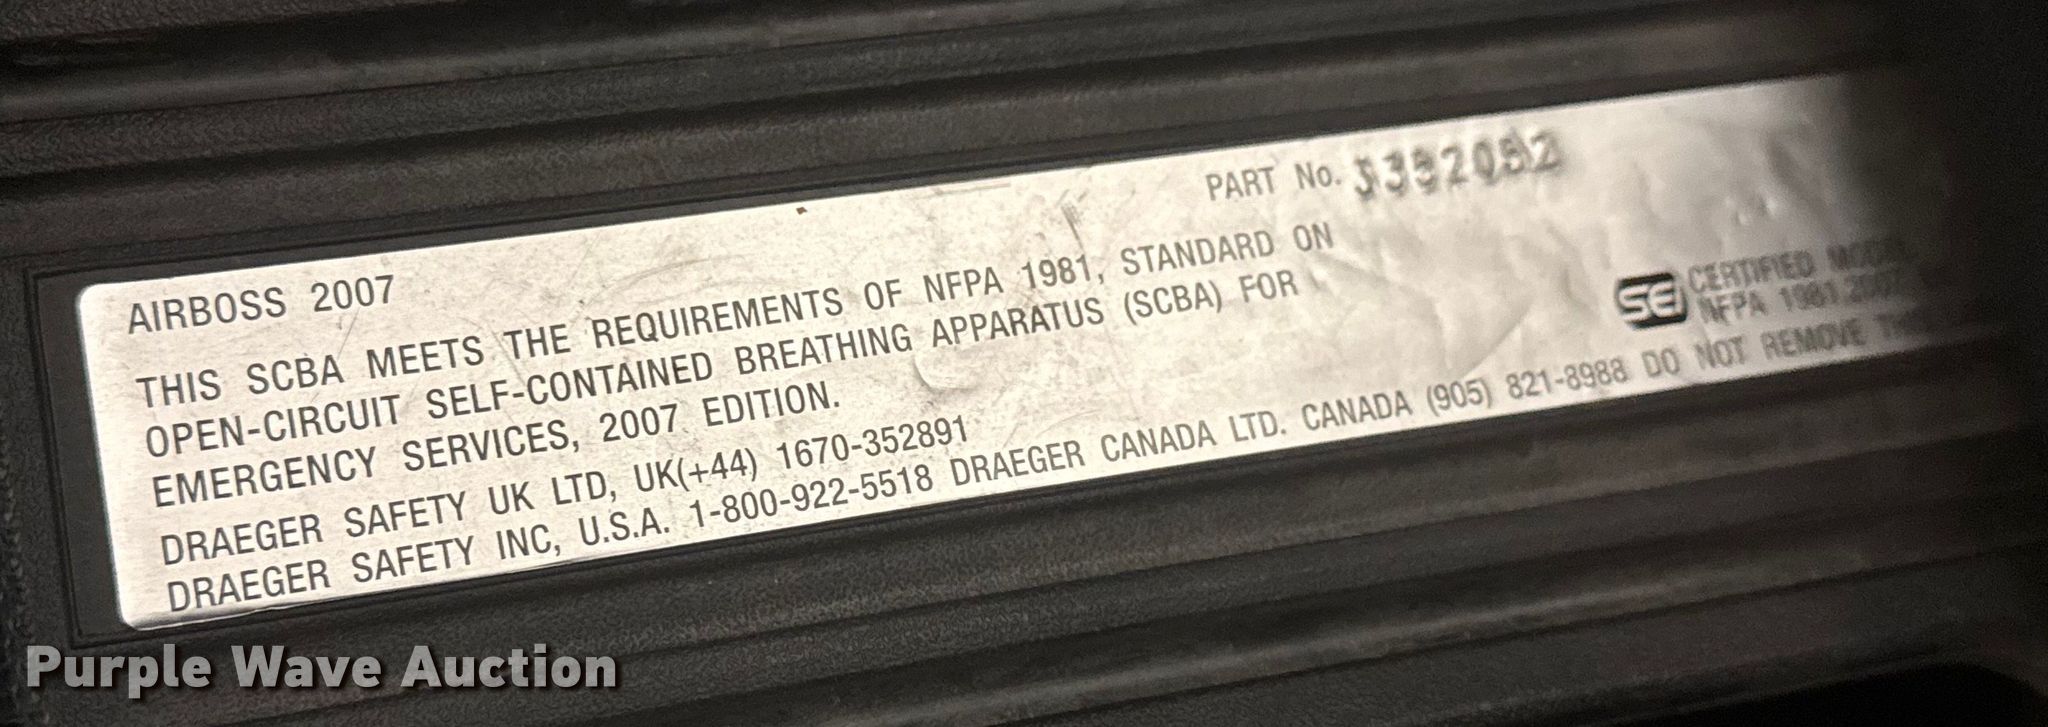 AIRBOSS 2007
PART No. 3392082
THIS SCBA MEETS THE REQUIREMENTS OF NFPA 1981, STANDARD ON
OPEN-CIRCUIT SELF-CONTAINED BREATHING APPARATUS (SCBA) FOR
EMERGENCY SERVICES, 2007 EDITION.
SE CERTIFIED MODEL
NFPA 1981 2007
DRAEGER SAFETY UK LTD, UK(+44) 1670-352891
DRAEGER SAFETY INC, U.S.A. 1-800-922-5518 DRAEGER CANADA LTD. CANADA (905) 821-8988 DO NOT REMOVE
Purple Wave Auction